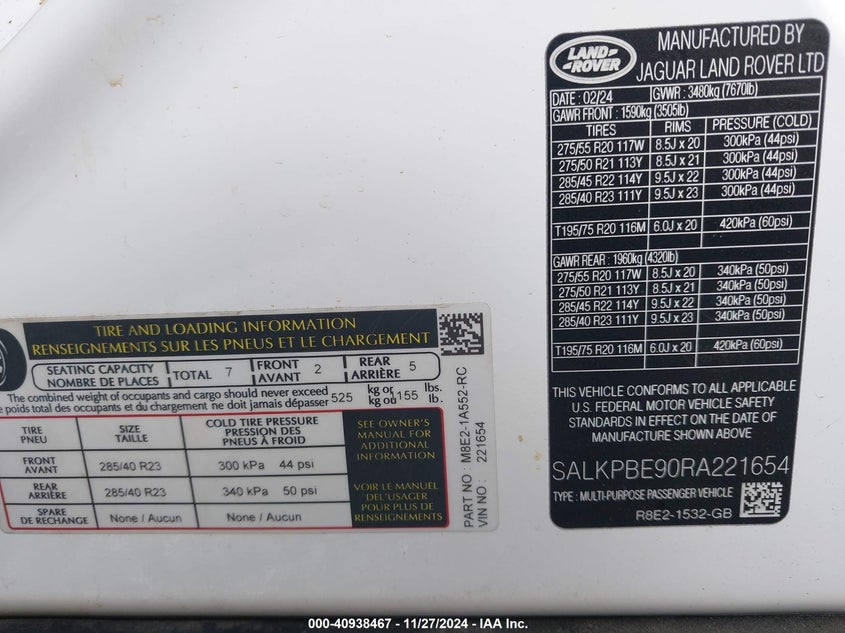 TIRE AND LOADING INFORMATION
RENSEIGNEMENTS SUR LES PNEUS ET LE CHARGEMENT
SEATING CAPACITY
NOMBRE DE PLACES
TOTAL 7
FRONT
AVANT 2
REAR
ARRIÈRE 5
The combined weight of occupants and cargo should never exceed 525 kg or 1155 lbs.
poids total des occupants et du chargement ne doit jamais dépasser kg ou lb.
TIRE
PNEU
SIZE
TAILLE
COLD TIRE PRESSURE
PRESSION DES
PNEUS À FROID
FRONT
AVANT
285/40 R23
300 kPa 44 psi
REAR
ARRIÈRE
285/40 R23
340 kPa 50 psi
SPARE
DE RECHANGE
None / Aucun
None / Aucun
SEE OWNER'S
MANUAL FOR
ADDITIONAL
INFORMATION
VOIR LE MANUEL
DE L'USAGER
POUR PLUS DE
RENSEIGNEMENTS
PART NO : M8E2-1A552-RC
VIN NO : 221654
LAND
ROVER
MANUFACTURED BY
JAGUAR LAND ROVER LTD
DATE : 02/24 GVWR : 3480kg (7670lb)
GAWR FRONT : 1590kg (3505lb)
TIRES RIMS PRESSURE (COLD)
275/55 R20 117W 8.5J x 20 300kPa (44psi)
275/50 R21 113Y 8.5J x 21 300kPa (44psi)
285/45 R22 114Y 9.5J x 22 300kPa (44psi)
285/40 R23 111Y 9.5J x 23 300kPa (44psi)
T195/75 R20 116M 6.0J x 20 420kPa (60psi)
GAWR REAR : 1960kg (4320lb)
275/55 R20 117W 8.5J x 20 340kPa (50psi)
275/50 R21 113Y 8.5J x 21 340kPa (50psi)
285/45 R22 114Y 9.5J x 22 340kPa (50psi)
285/40 R23 111Y 9.5J x 23 340kPa (50psi)
T195/75 R20 116M 6.0J x 20 420kPa (60psi)
THIS VEHICLE CONFORMS TO ALL APPLICABLE
U.S. FEDERAL MOTOR VEHICLE SAFETY
STANDARDS IN EFFECT ON THE DATE OF
MANUFACTURE SHOWN ABOVE
SALKPBE90RA221654
TYPE : MULTI-PURPOSE PASSENGER VEHICLE
R8E2-1532-GB
000-40938467 - 11/27/2024 - IAA Inc.